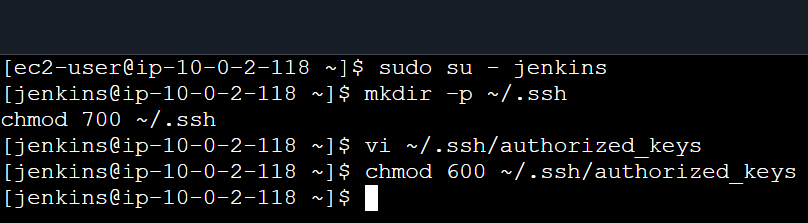 [ec2-user@ip-10-0-2-118 ~]$ sudo su - jenkins
[jenkins@ip-10-0-2-118 ~]$ mkdir -p ~/.ssh
chmod 700 ~/.ssh
[jenkins@ip-10-0-2-118 ~]$ vi ~/.ssh/authorized_keys
[jenkins@ip-10-0-2-118 ~]$ chmod 600 ~/.ssh/authorized_keys
[jenkins@ip-10-0-2-118 ~]$